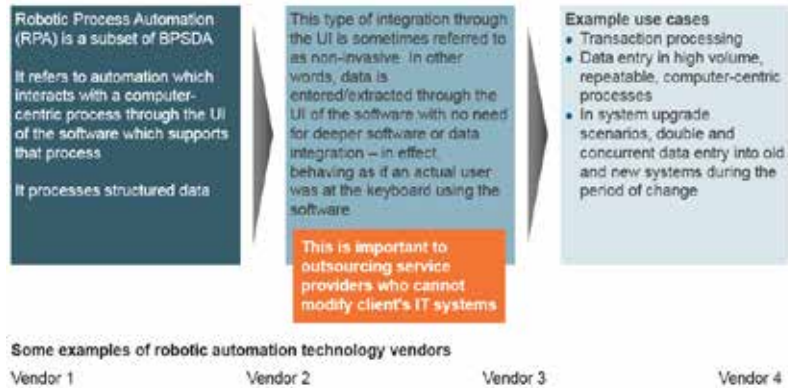 Robotic Process Automation
(RPA) is a subset of BPSDA
It refers to automation which
interacts with a computer-
centric process through the UI
of the software which supports
that process
It processes structured data
This type of integration through
the UI is sometimes referred to
as non-invasive. In other
words, data is
entered/extracted through the
UI of the software with no need
for deeper software or data
integration – in effect,
behaving as if an actual user
was at the keyboard using the
software
This is important to
outsourcing service
providers who cannot
modify client's IT systems
Example use cases
• Transaction processing
• Data entry in high volume,
repeatable, computer-centric
processes
• In system upgrade
scenarios, double and
concurrent data entry into old
and new systems during the
period of change
Some examples of robotic automation technology vendors
Vendor 1 Vendor 2 Vendor 3 Vendor 4